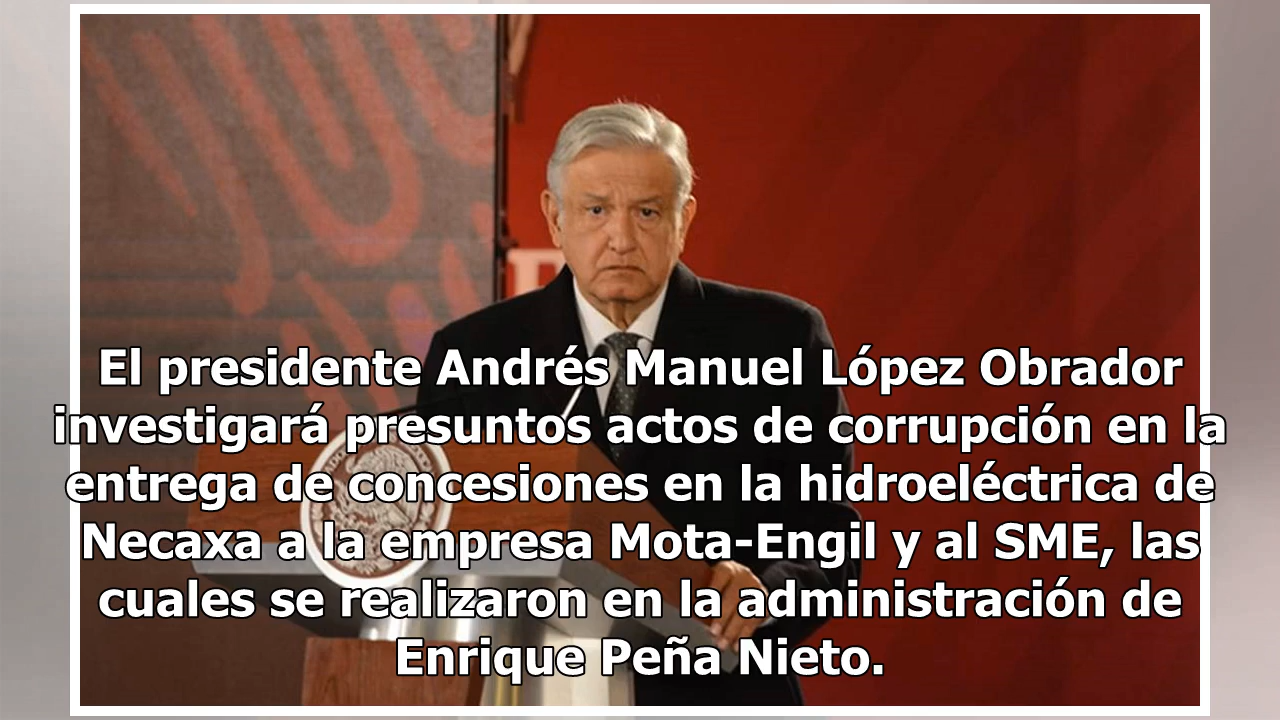 El presidente Andrés Manuel López Obrador
investigará presuntos actos de corrupción en la
entrega de concesiones en la hidroeléctrica de
Necaxa a la empresa Mota-Engil y al SME, las
cuales se realizaron en la administración de
Enrique Peña Nieto.